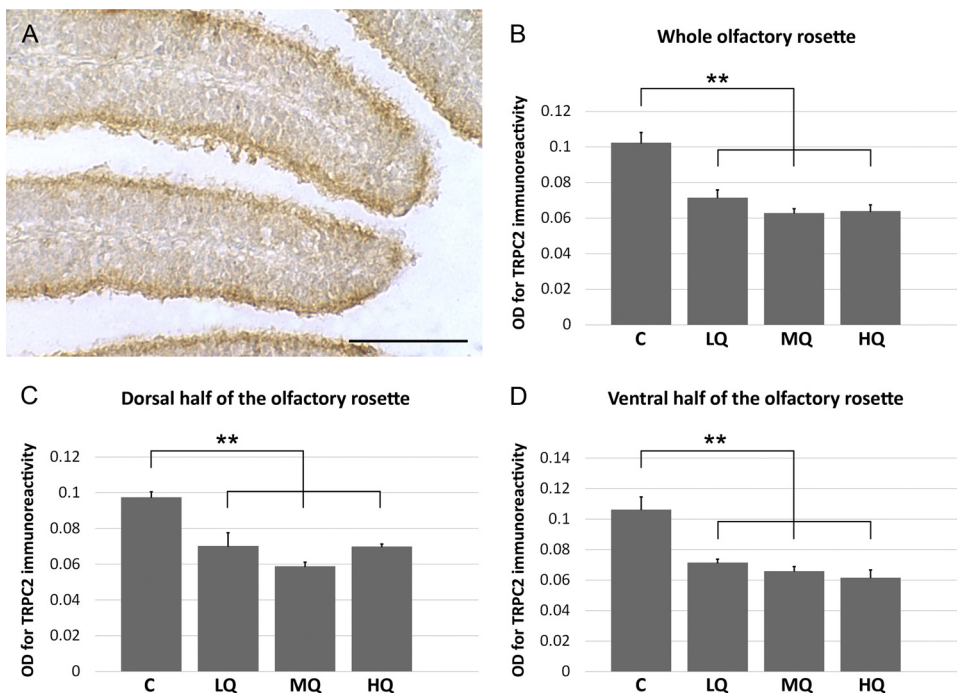 A
B
Whole olfactory rosette
OD for TRPC2 immunoreactivity
0.12
0.1
0.08
0.06
0.04
0.02
0
**
C LQ MQ HQ
C
Dorsal half of the olfactory rosette
OD for TRPC2 immunoreactivity
0.12
0.1
0.08
0.06
0.04
0.02
0
**
C LQ MQ HQ
D
Ventral half of the olfactory rosette
OD for TRPC2 immunoreactivity
0.14
0.12
0.1
0.08
0.06
0.04
0.02
0
**
C LQ MQ HQ